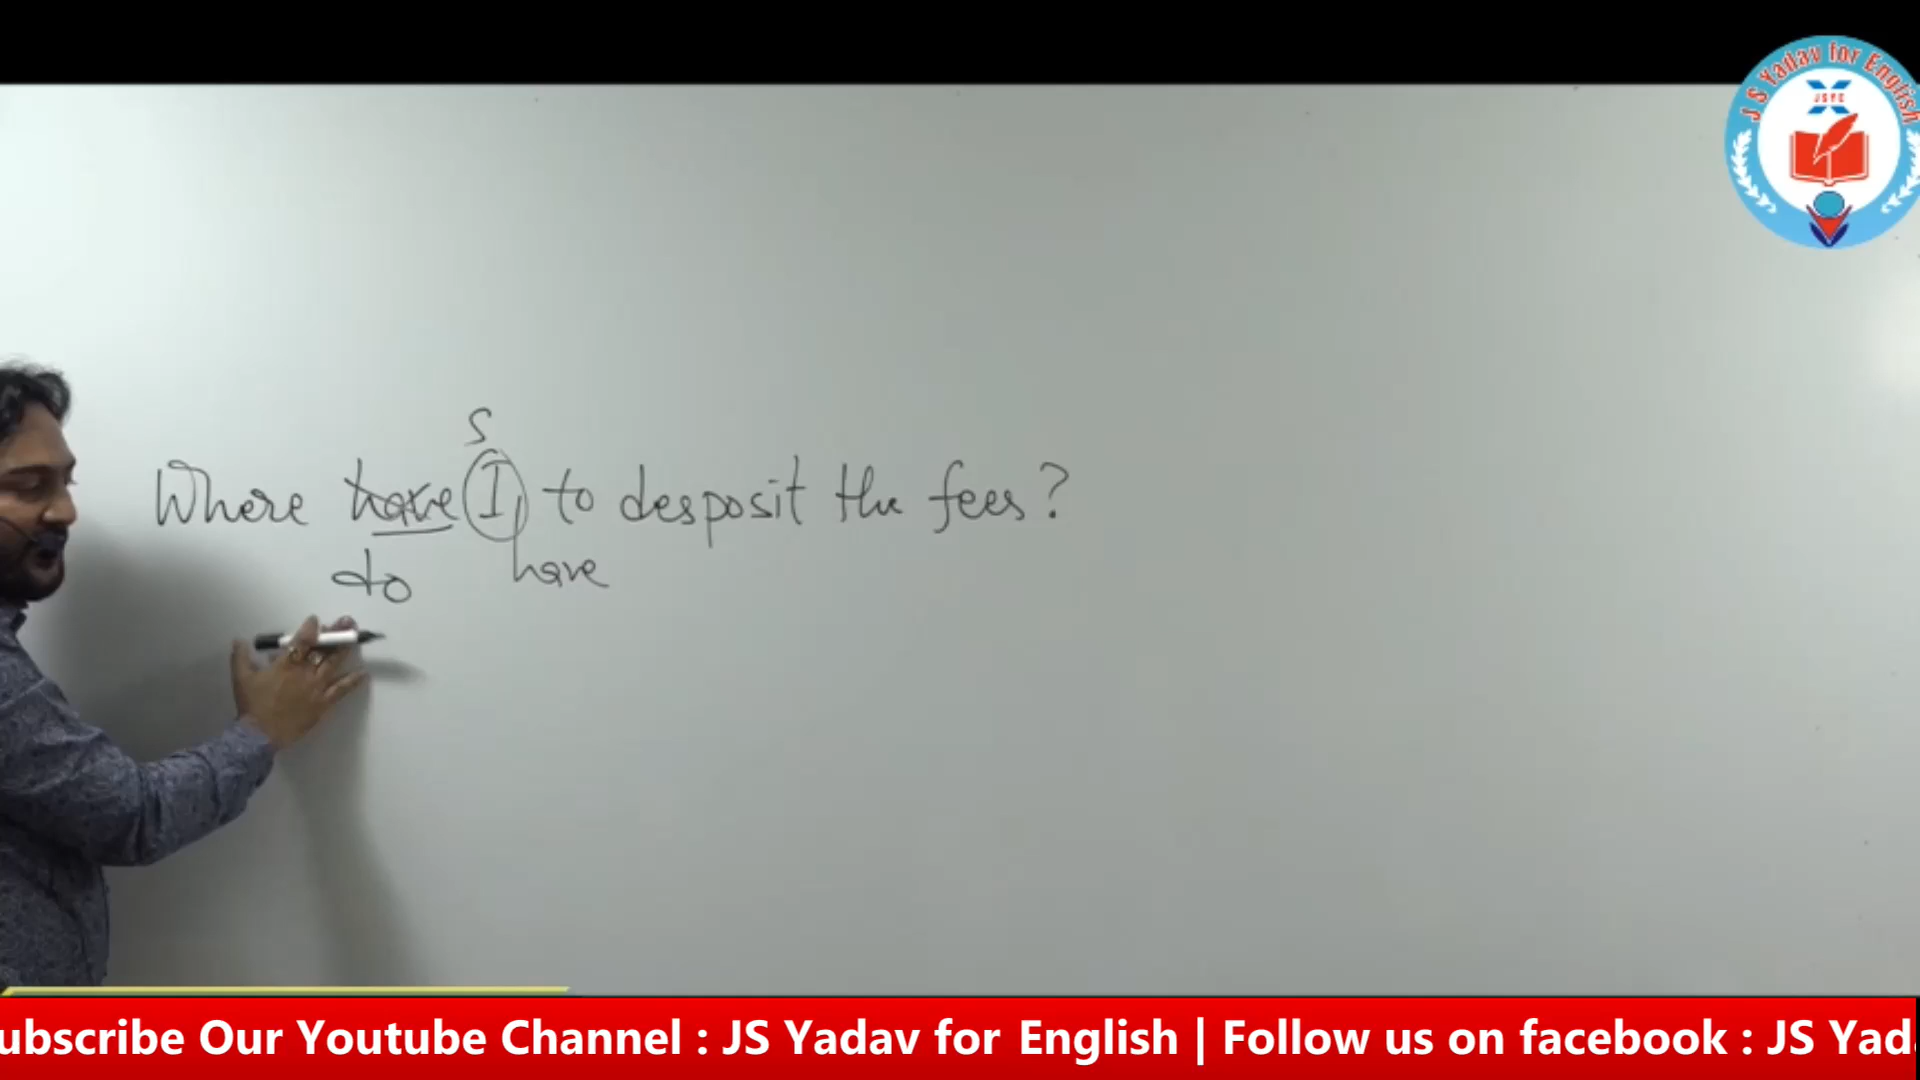 J S Yadav for English
JSYE
S
Where have I to desposit the fees?
do have
ubscribe Our Youtube Channel : JS Yadav for English | Follow us on facebook : JS Yad